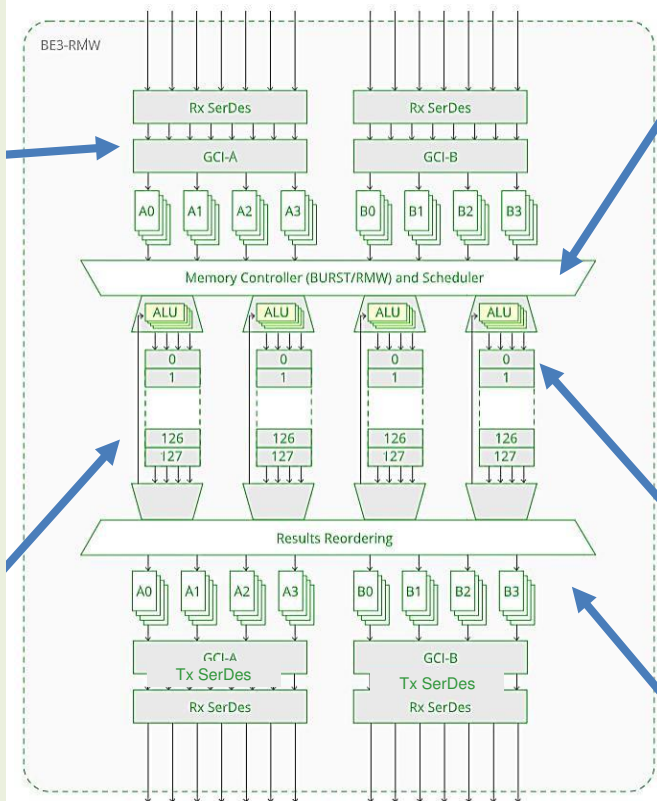 BE3-RMW
Rx SerDes Rx SerDes
GCI-A GCI-B
A0 A1 A2 A3 B0 B1 B2 B3
Memory Controller (BURST/RMW) and Scheduler
ALU ALU ALU ALU
0 0 0 0
1 1 1 1
126 126 126 126
127 127 127 127
Results Reordering
A0 A1 A2 A3 B0 B1 B2 B3
GCI-A GCI-B
Tx SerDes Tx SerDes
Rx SerDes Rx SerDes